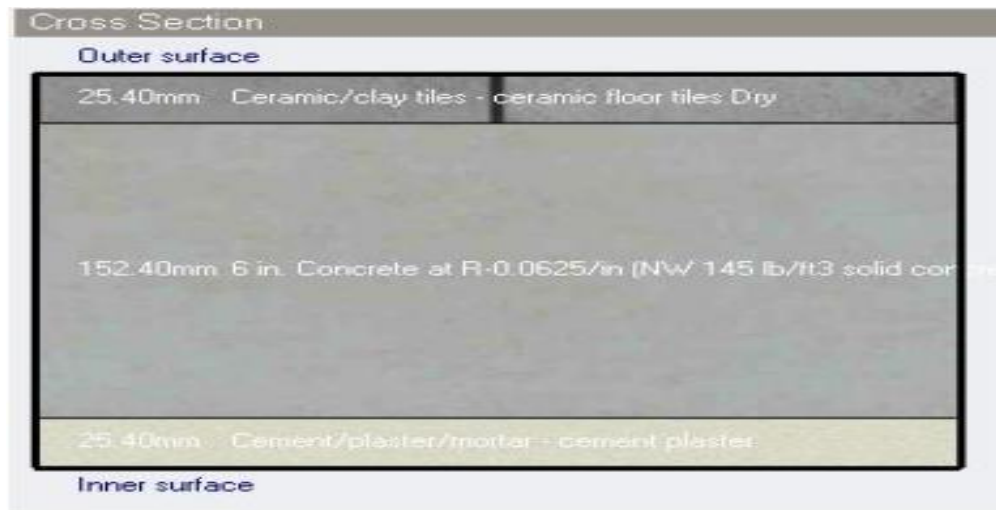 Cross Section
Outer surface
25.40mm Ceramic/clay tiles - ceramic floor tiles Dry
152.40mm 6 in. Concrete at R-0.0625/in (NW 145 lb/ft3 solid concre
25.40mm Cement/plaster/mortar - cement plaster
Inner surface